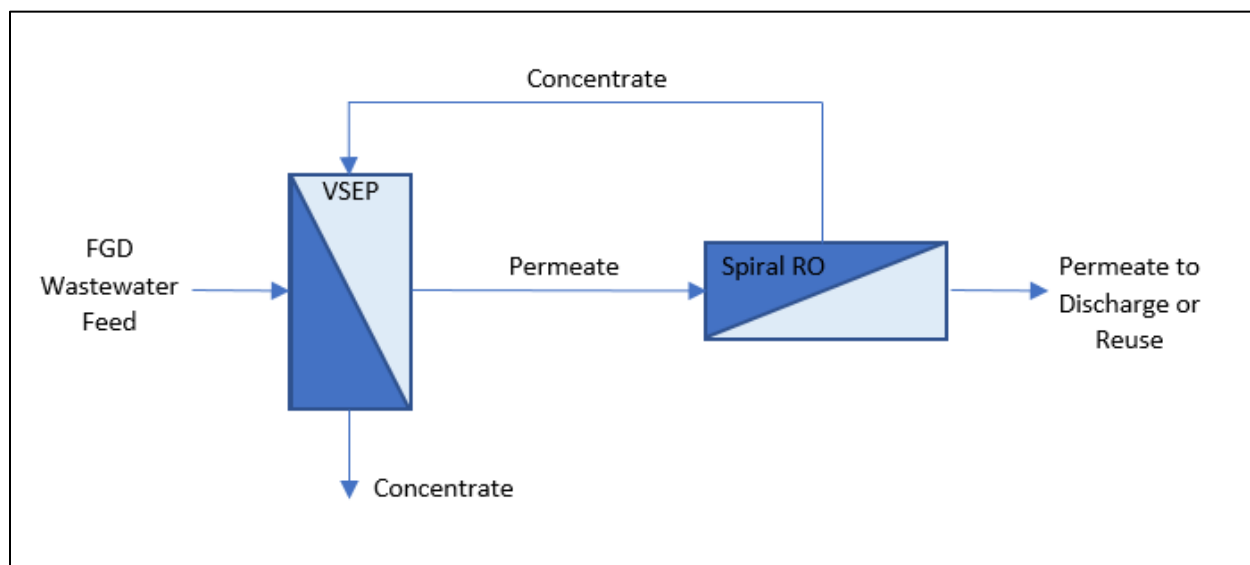 Concentrate
VSEP
FGD
Wastewater
Feed
Permeate
Spiral RO
Permeate to
Discharge or
Reuse
Concentrate